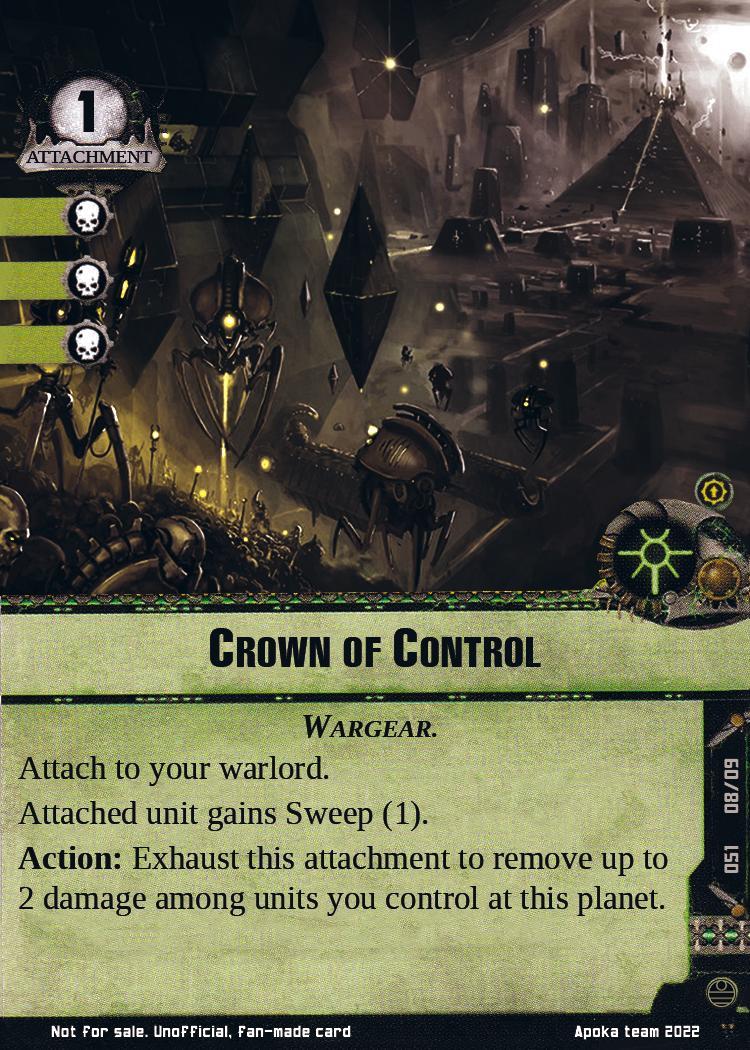 1
ATTACHMENT
CROWN OF CONTROL
WARGEAR.
Attach to your warlord.
Attached unit gains Sweep (1).
Action: Exhaust this attachment to remove up to
2 damage among units you control at this planet.
08/09
051
Not for sale. Unofficial, fan-made card
Apoka team 2022